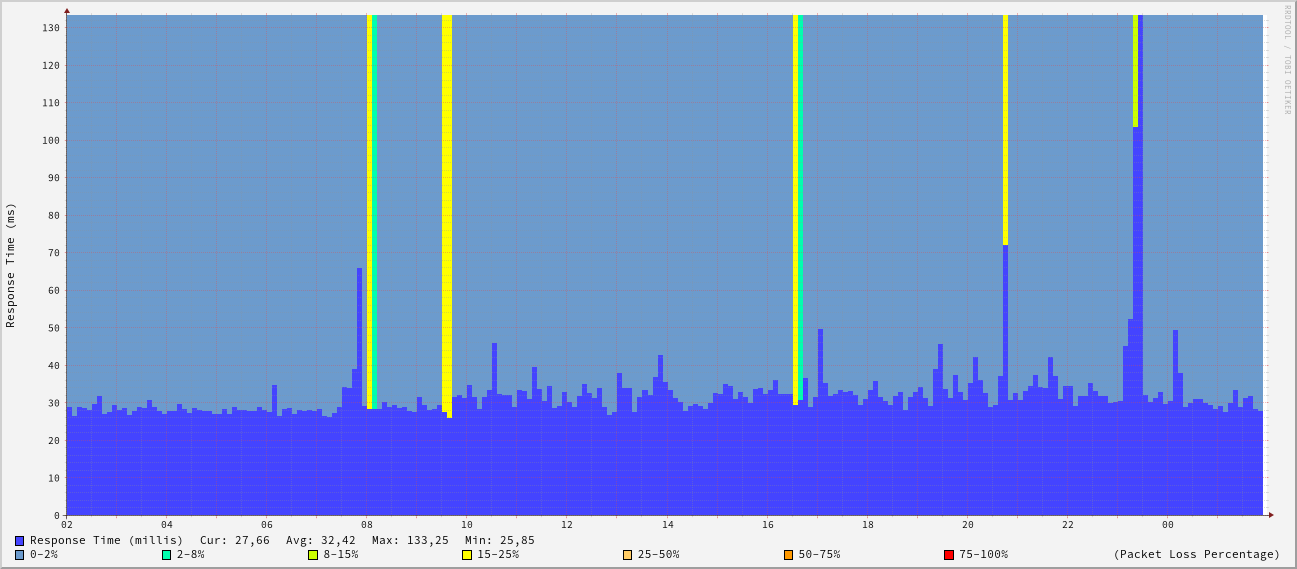 RRDTOOL / TOBI OETIKER
Response Time (ms)
130
120
110
100
90
80
70
60
50
40
30
20
10
0
02 04 06 08 10 12 14 16 18 20 22 00
Response Time (millis) Cur: 27,66 Avg: 32,42 Max: 133,25 Min: 25,85
0-2% 2-8% 8-15% 15-25% 25-50% 50-75% 75-100% (Packet Loss Percentage)